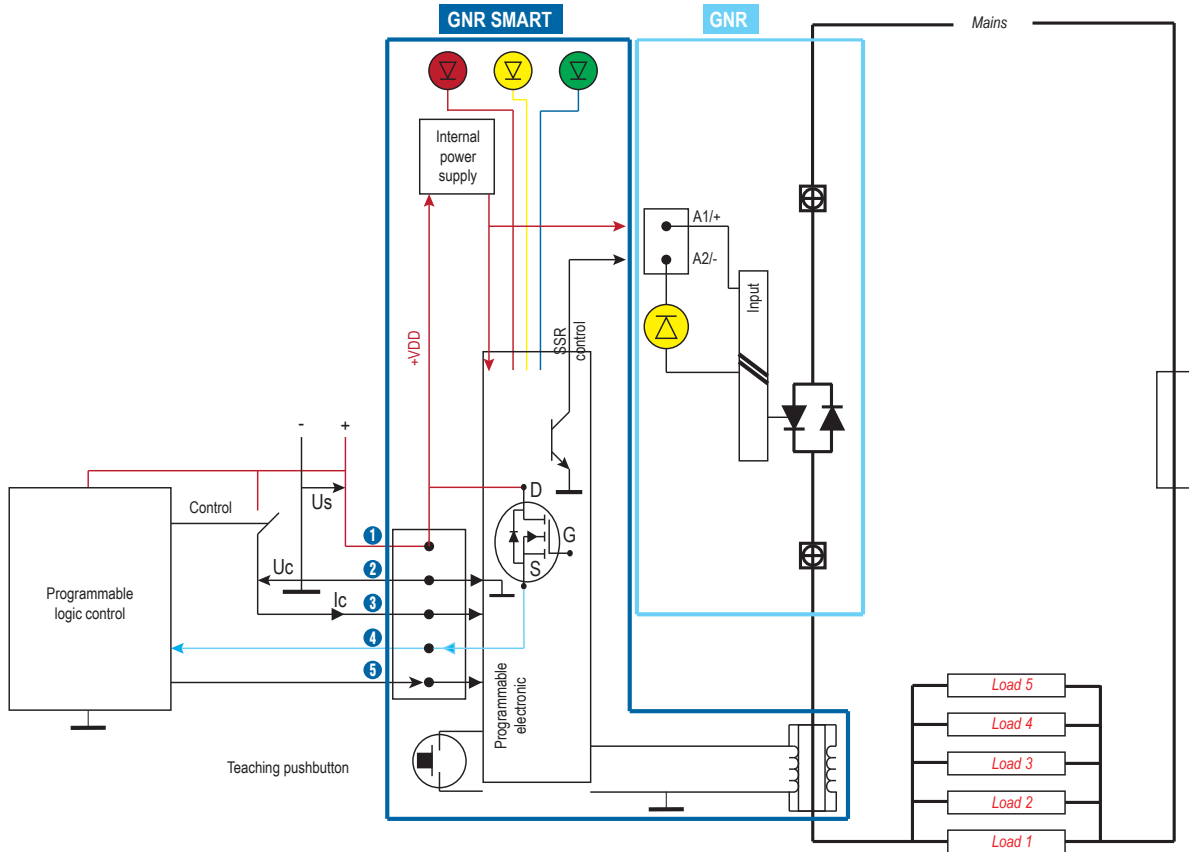 GNR SMART
GNR
Mains
Internal
power
supply
A1/+
A2/-
Input
SSR
control
+VDD
-
+
Us
Control
D
G
S
1
Uc
2
Ic
3
4
5
Programmable
logic control
Programmable
electronic
Teaching pushbutton
Load 5
Load 4
Load 3
Load 2
Load 1